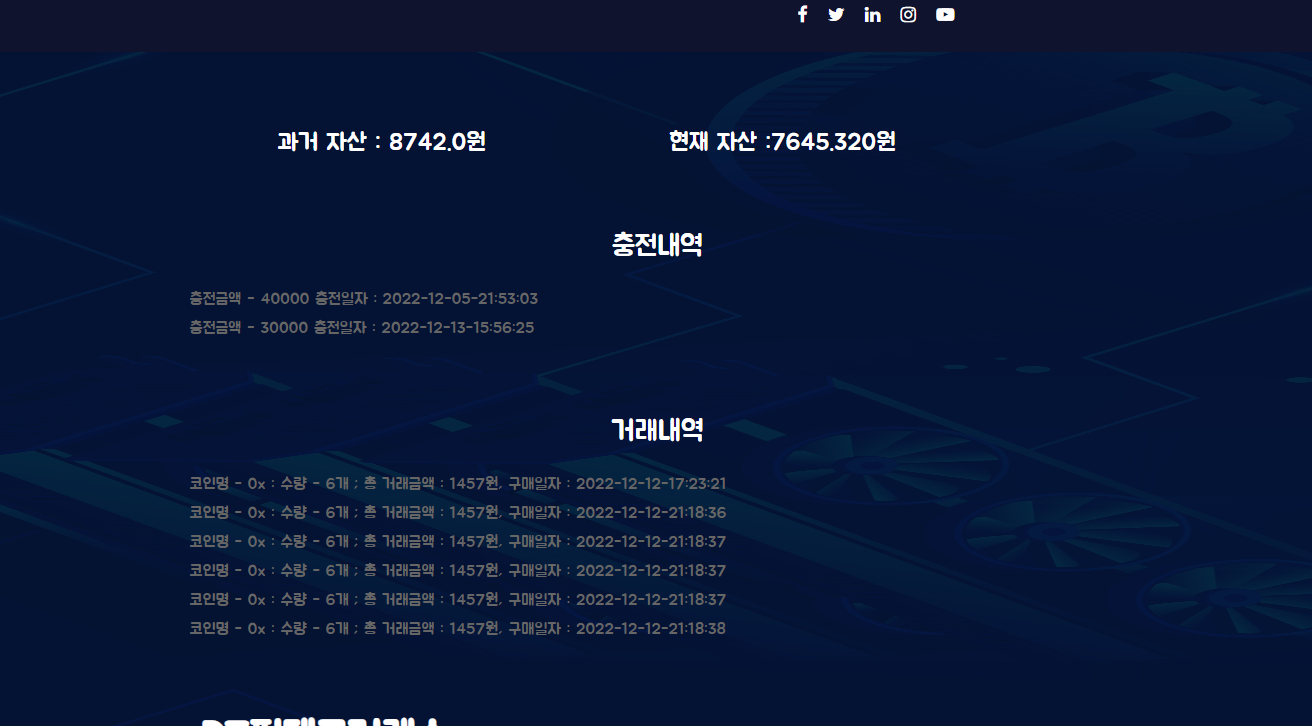 과거 자산 : 8742.0원 현재 자산 :7645.320원
충전내역
충전금액 - 40000 충전일자 : 2022-12-05-21:53:03
충전금액 - 30000 충전일자 : 2022-12-13-15:56:25
거래내역
코인명 - 0x : 수량 - 6개 ; 총 거래금액 : 1457원, 구매일자 : 2022-12-12-17:23:21
코인명 - 0x : 수량 - 6개 ; 총 거래금액 : 1457원, 구매일자 : 2022-12-12-21:18:36
코인명 - 0x : 수량 - 6개 ; 총 거래금액 : 1457원, 구매일자 : 2022-12-12-21:18:37
코인명 - 0x : 수량 - 6개 ; 총 거래금액 : 1457원, 구매일자 : 2022-12-12-21:18:37
코인명 - 0x : 수량 - 6개 ; 총 거래금액 : 1457원, 구매일자 : 2022-12-12-21:18:37
코인명 - 0x : 수량 - 6개 ; 총 거래금액 : 1457원, 구매일자 : 2022-12-12-21:18:38